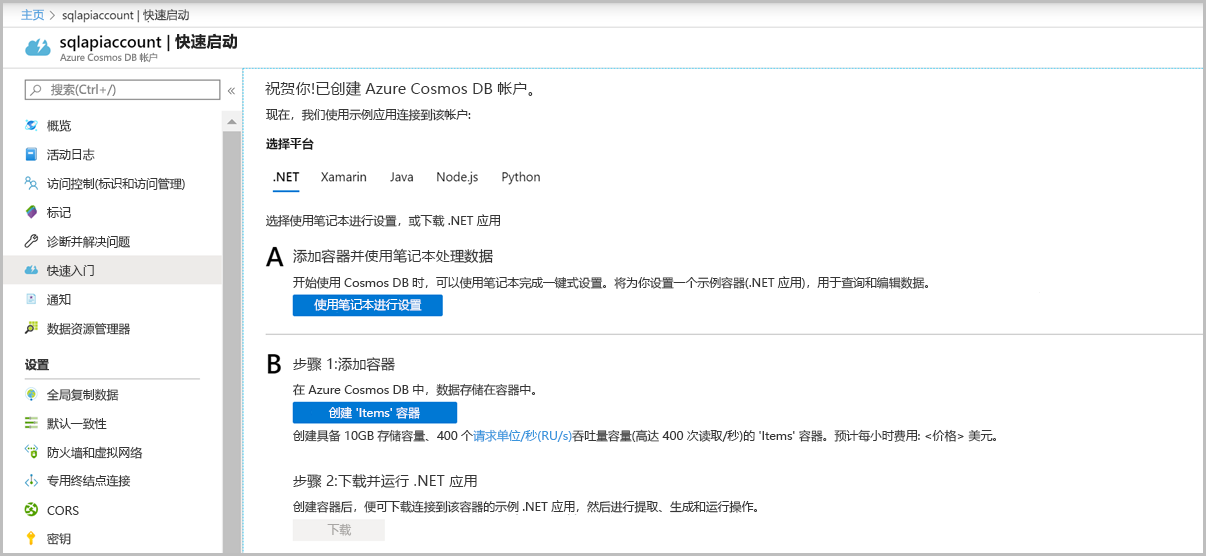 主页 > sqlapiaccount | 快速启动
sqlapiaccount | 快速启动
Azure Cosmos DB 帐户
搜索(Ctrl+/)
«
概览
活动日志
访问控制(标识和访问管理)
标记
诊断并解决问题
快速入门
通知
数据资源管理器
设置
全局复制数据
默认一致性
防火墙和虚拟网络
专用终结点连接
CORS
密钥
祝贺你!已创建 Azure Cosmos DB 帐户。
现在，我们使用示例应用连接到该帐户:
选择平台
.NET Xamarin Java Node.js Python
选择使用笔记本进行设置，或下载 .NET 应用
A 添加容器并使用笔记本处理数据
开始使用 Cosmos DB 时，可以使用笔记本完成一键式设置。将为你设置一个示例容器(.NET 应用)，用于查询和编辑数据。
使用笔记本进行设置
B 步骤 1:添加容器
在 Azure Cosmos DB 中，数据存储在容器中。
创建 'Items' 容器
创建具备 10GB 存储容量、400 个请求单位/秒(RU/s)吞吐量容量(高达 400 次读取/秒)的 'Items' 容器。预计每小时费用: <价格> 美元。
步骤 2:下载并运行 .NET 应用
创建容器后，便可下载连接到该容器的示例 .NET 应用，然后进行提取、生成和运行操作。
下载